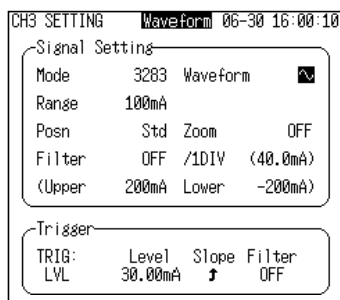 CH3 SETTING Waveform 06-30 16:00:10
Signal Setting
Mode 3283 Waveform
Range 100mA
Posn Std Zoom OFF
Filter OFF /1DIV (40.0mA)
(Upper 200mA Lower -200mA)
Trigger
TRIG: Level Slope Filter
LVL 30.00mA OFF